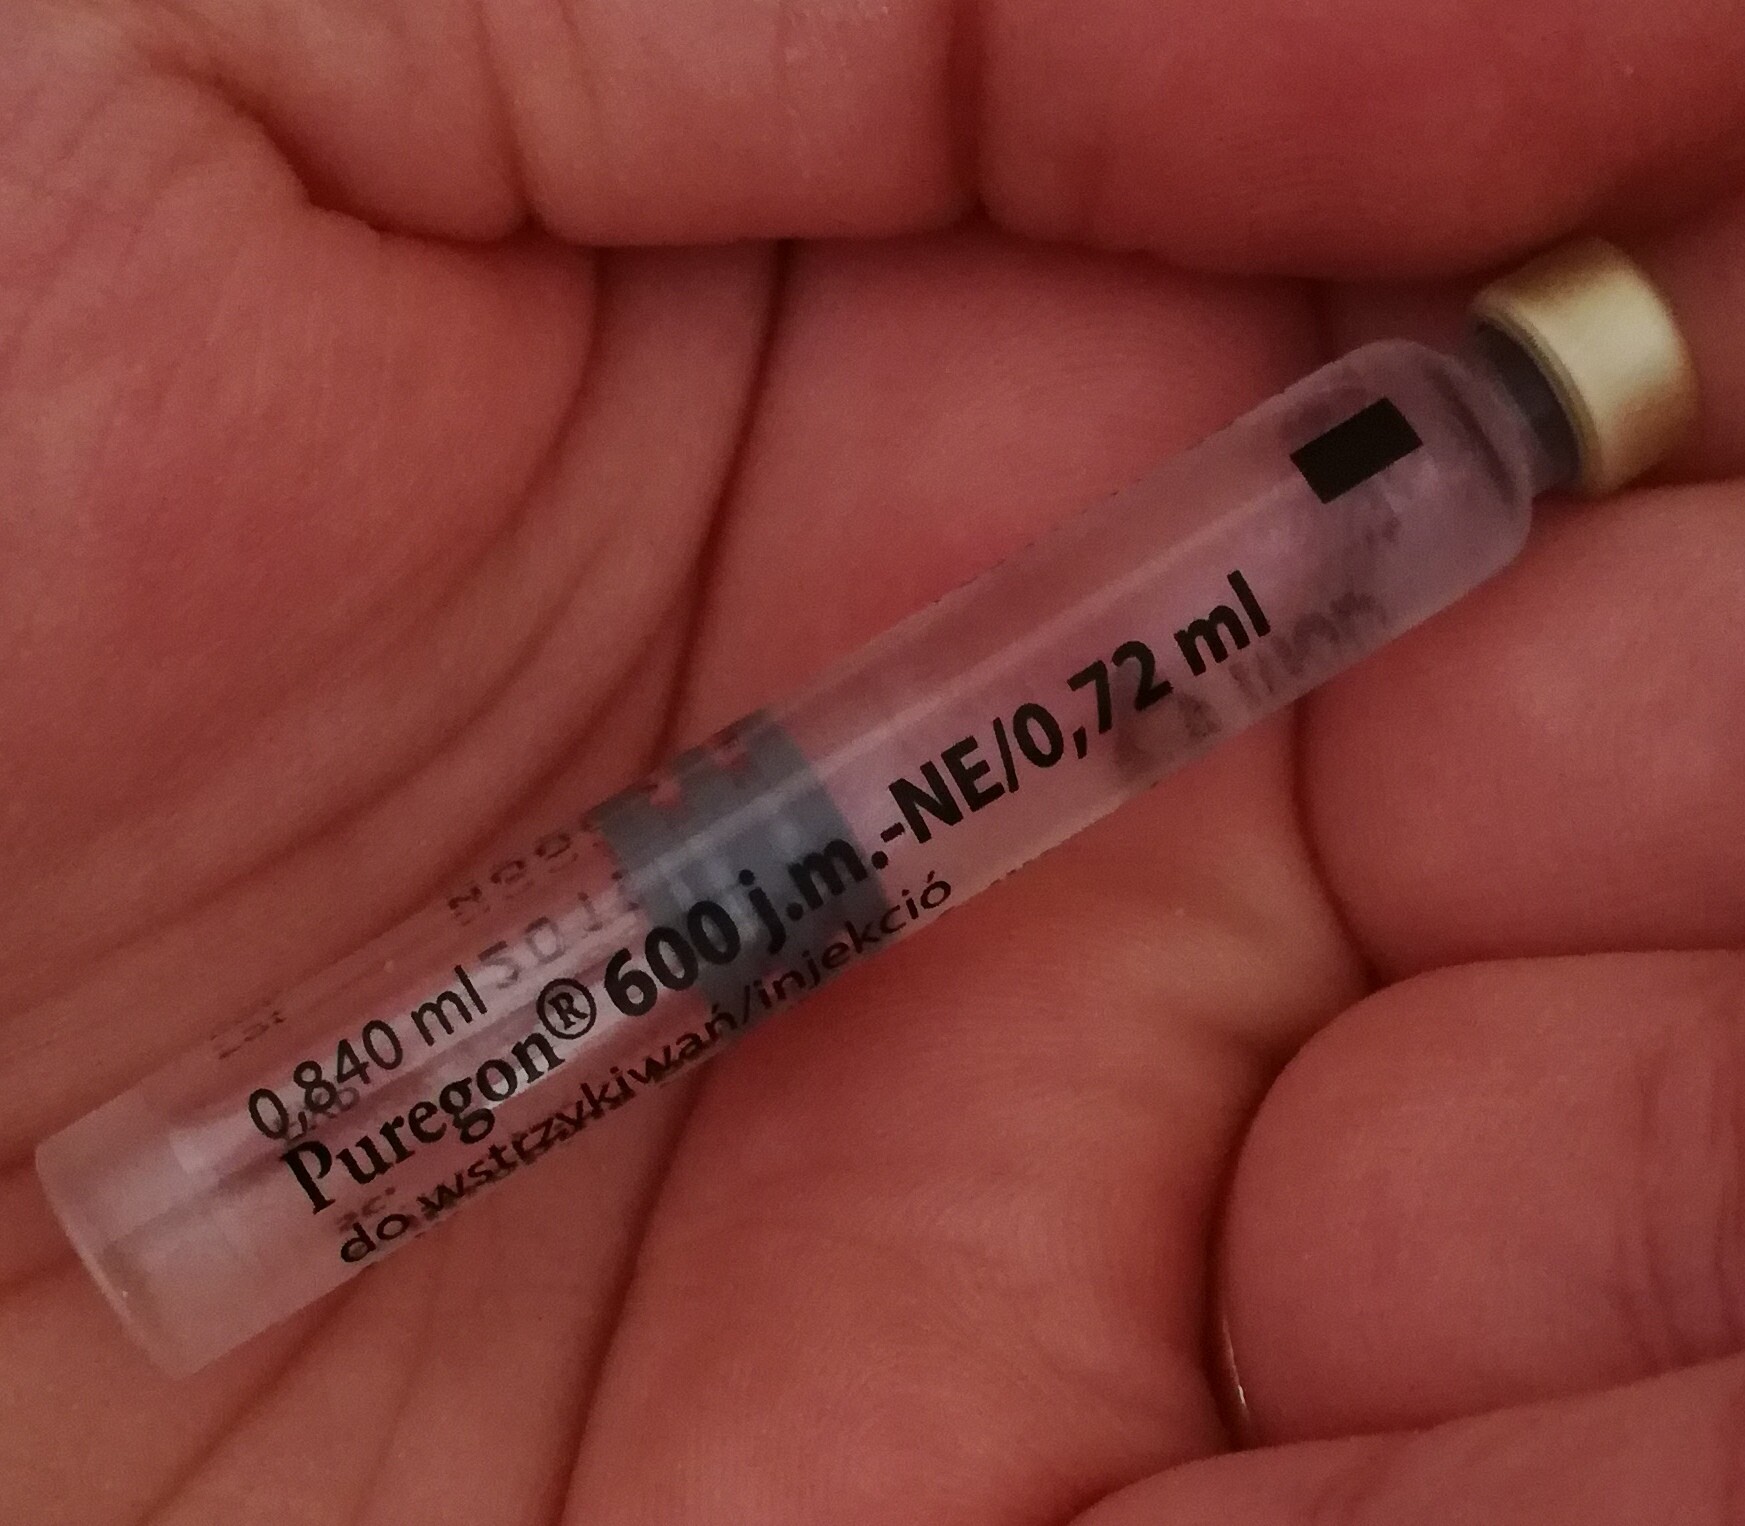 0,840 ml
Puregon® 600 j.m.-NE/0,72 ml
do wstrzykiwań/injekció